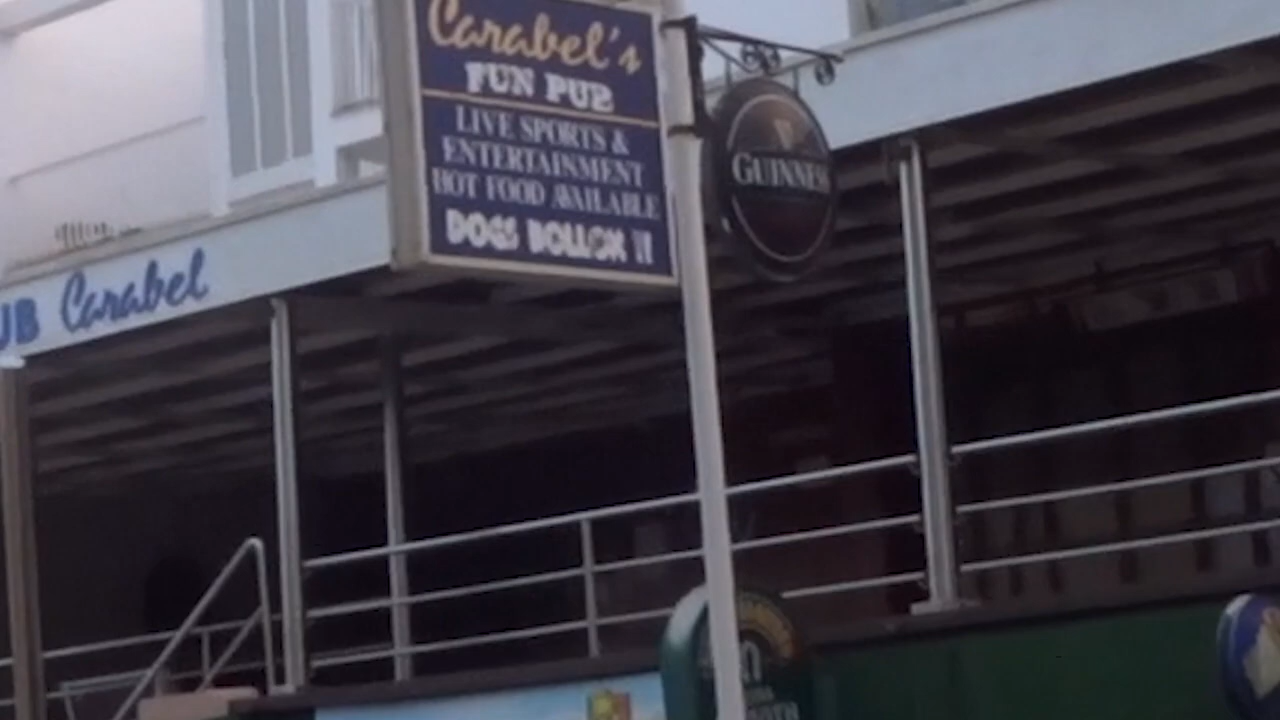 Carabel's
FUN PUB
LIVE SPORTS &
ENTERTAINMENT
HOT FOOD AVAILABLE
DOGS BOLLOX !!
GUINNESS
UB Carabel